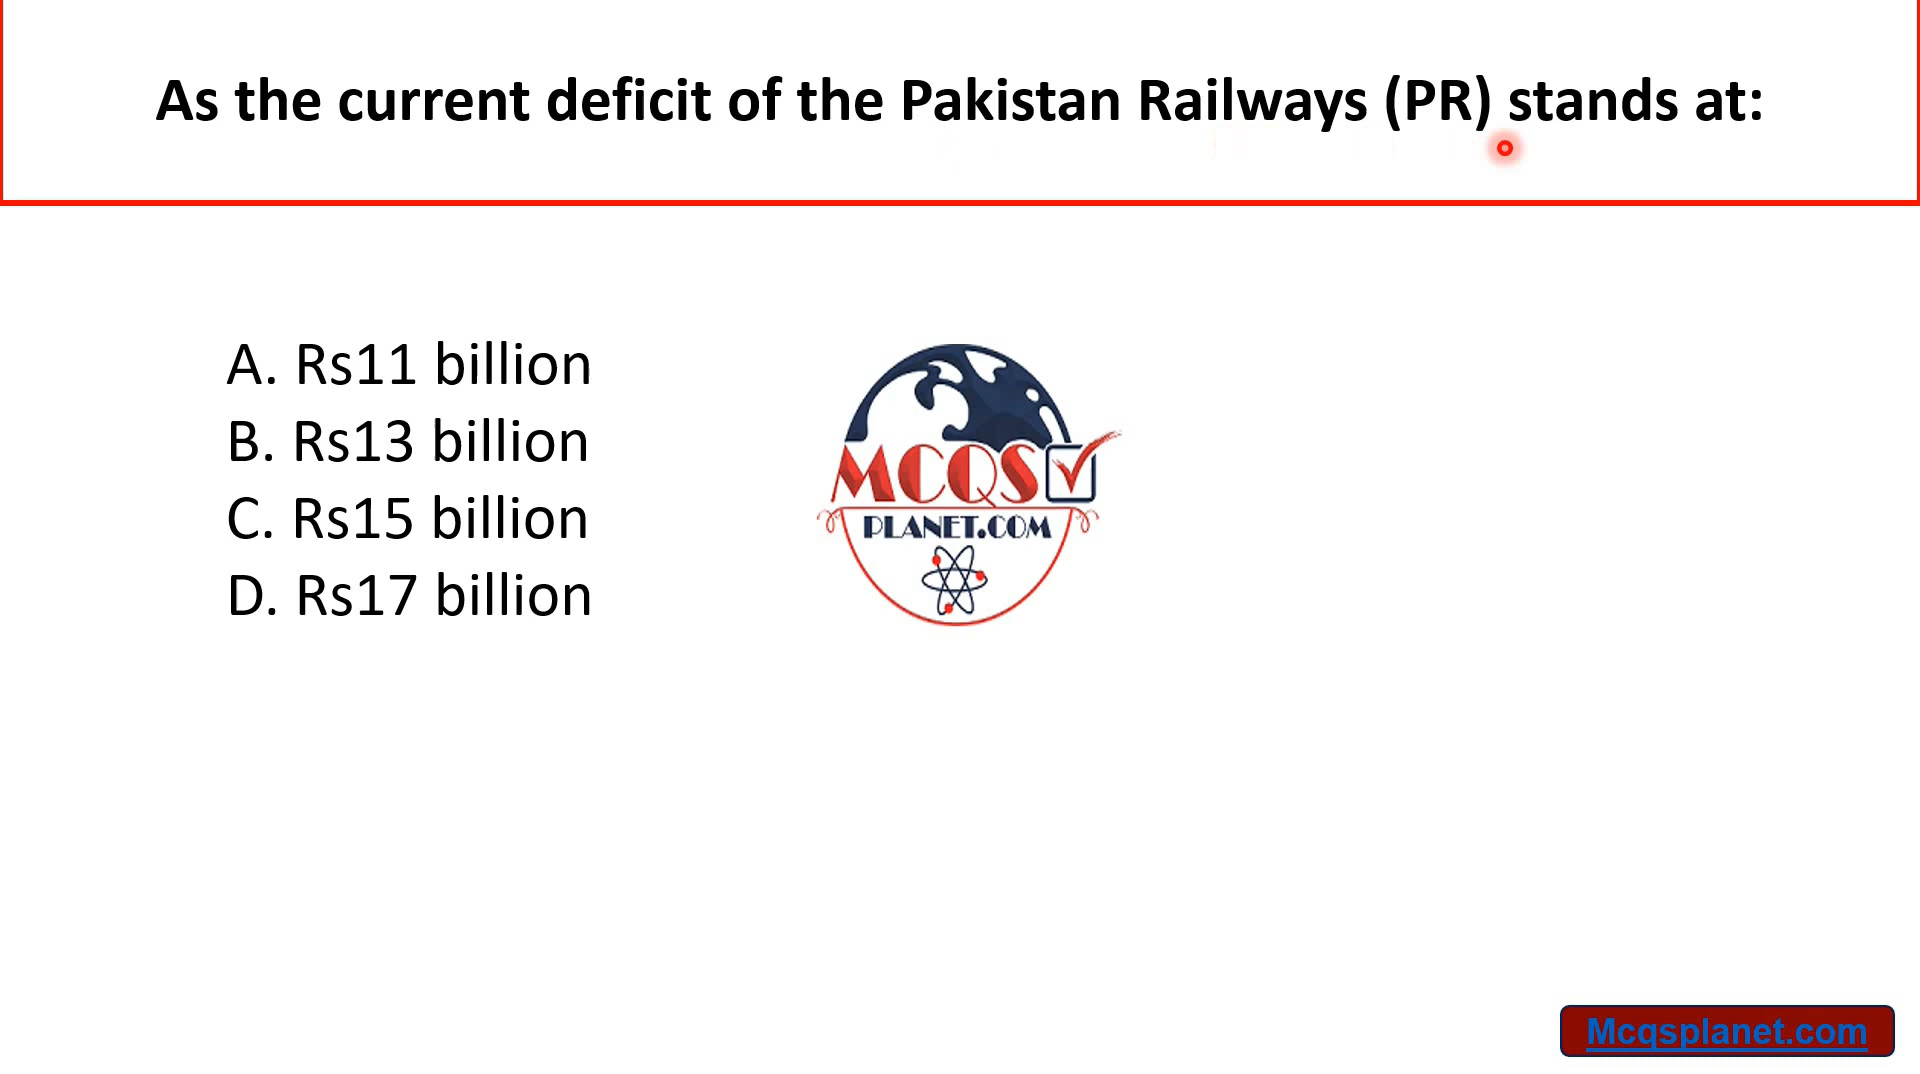 As the current deficit of the Pakistan Railways (PR) stands at:
A. Rs11 billion
B. Rs13 billion
C. Rs15 billion
D. Rs17 billion
MCQS
PLANET.COM
Mcqsplanet.com